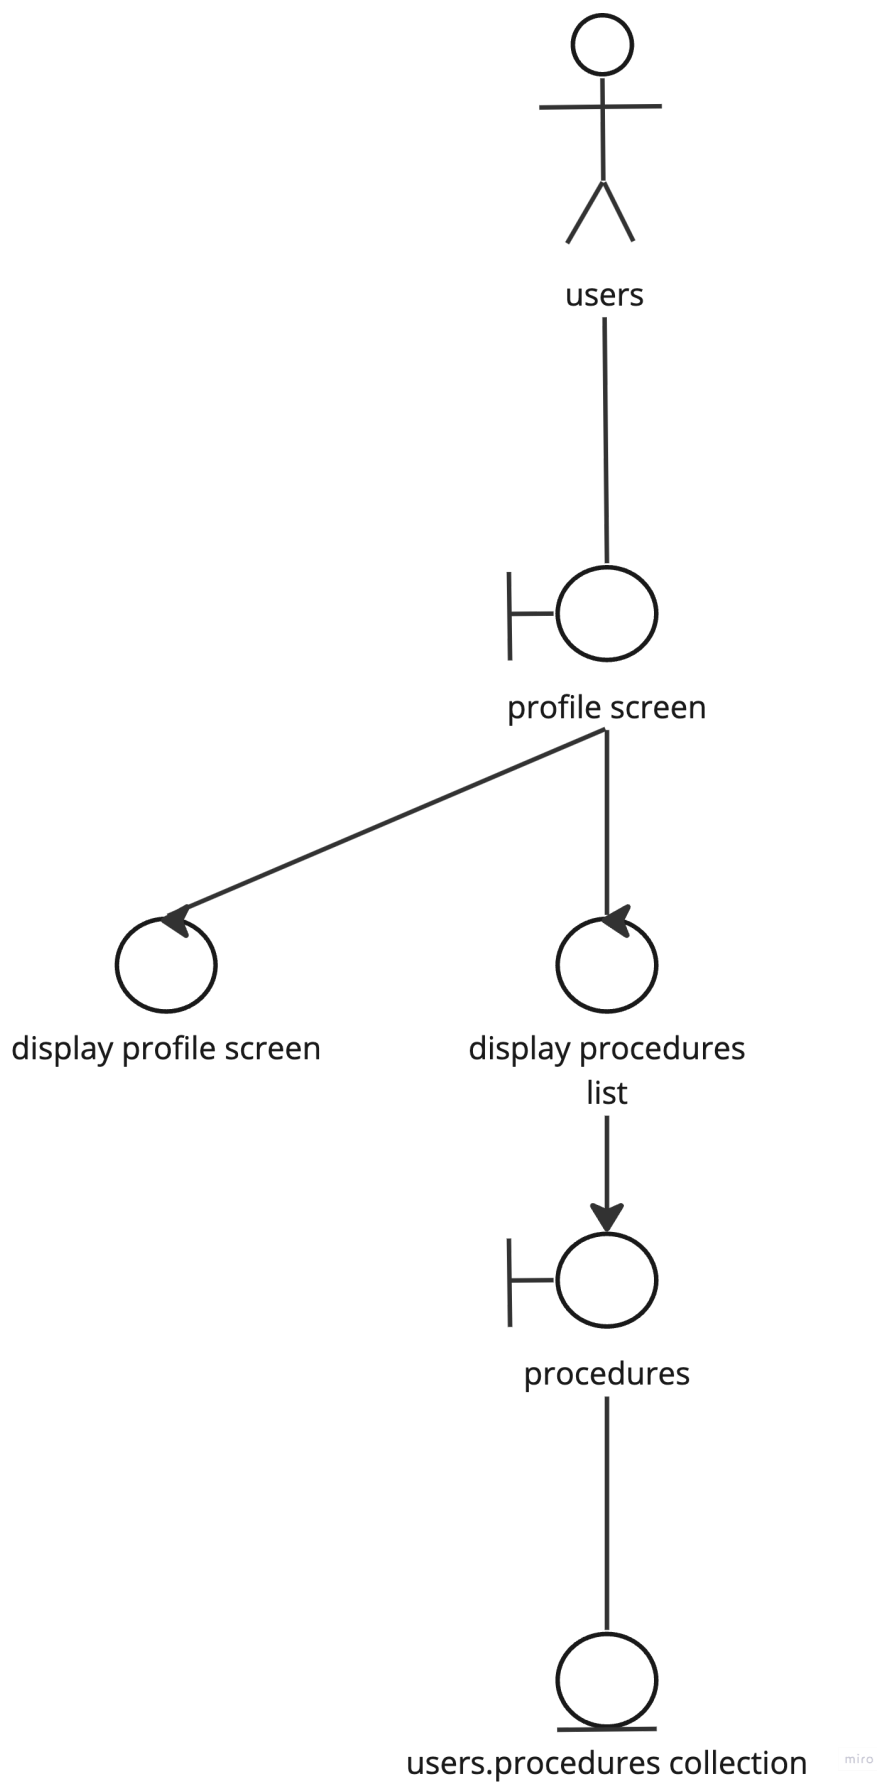 users
profile screen
display profile screen
display procedures
list
procedures
users.procedures collection
miro